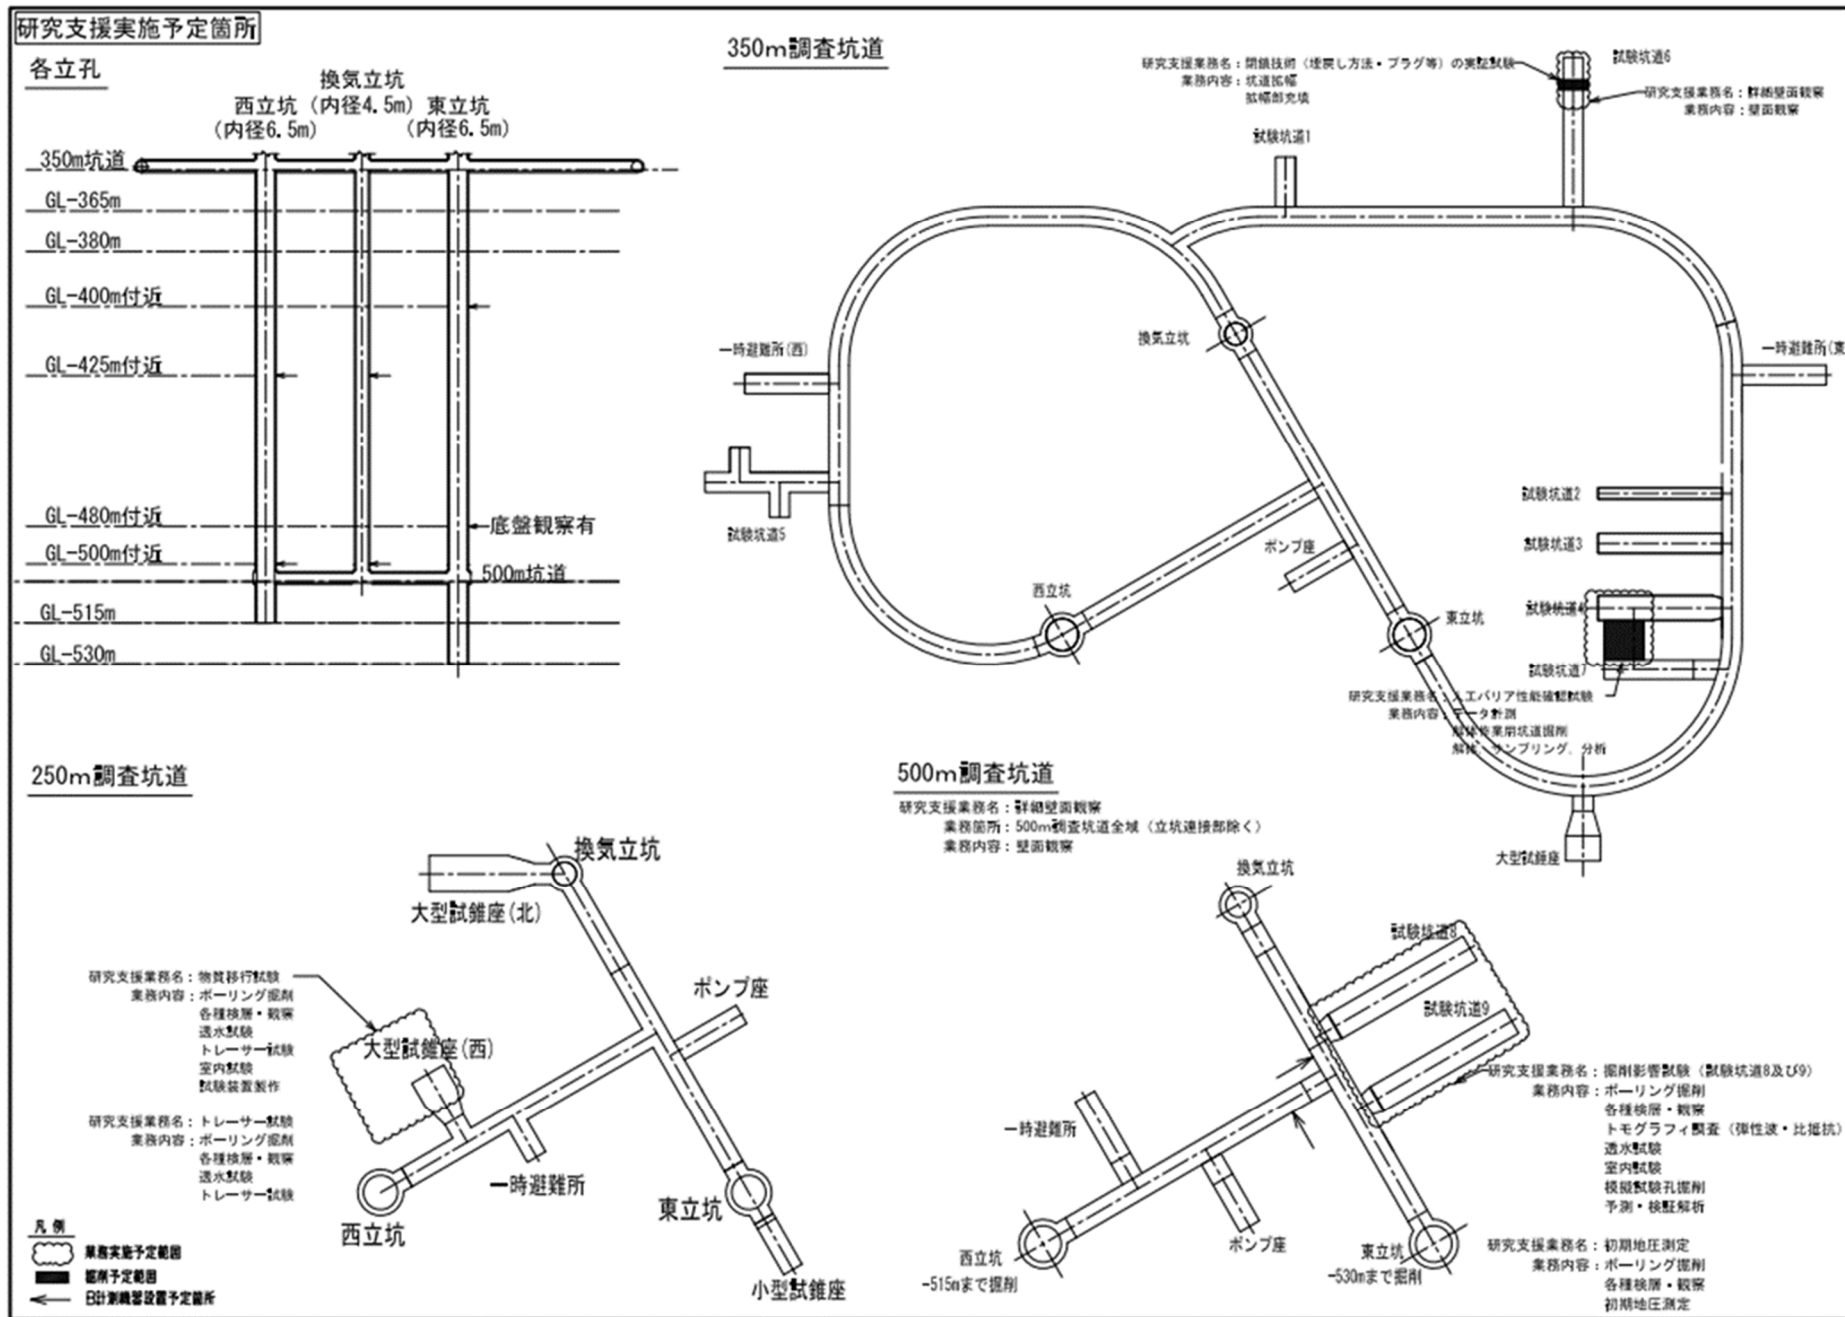 研究支援実施予定箇所
各立孔
換気立坑
西立坑 (内径4.5m) 東立坑
(内径6.5m) (内径6.5m)
350m坑道
GL-365m
GL-380m
GL-400m付近
GL-425m付近
GL-480m付近
底盤観察有
GL-500m付近
500m坑道
GL-515m
GL-530m
350m調査坑道
研究支援業務名：閉鎖技術（埋戻し方法・プラグ等）の実証試験
業務内容：坑道拡幅
拡幅部充填
試験坑道6
研究支援業務名：詳細壁面観察
業務内容：壁面観察
試験坑道1
換気立坑
一時避難所(西)
一時避難所(東
試験坑道5
試験坑道2
試験坑道3
ポンプ座
西立坑
東立坑
試験坑道4
試験坑道7
研究支援業務名：人工バリア性能確認試験
業務内容：データ計測
解体作業用坑道掘削
解体、サンプリング、分析
大型試錐座
250m調査坑道
換気立坑
大型試錐座(北)
ポンプ座
研究支援業務名：物質移行試験
業務内容：ボーリング掘削
各種検層・観察
透水試験
トレーサー試験
室内試験
試験装置製作
大型試錐座(西)
研究支援業務名：トレーサー試験
業務内容：ボーリング掘削
各種検層・観察
透水試験
トレーサー試験
一時避難所
西立坑
東立坑
小型試錐座
凡例
業務実施予定範囲
掘削予定範囲
B計測機器設置予定箇所
500m調査坑道
研究支援業務名：詳細壁面観察
業務箇所：500m調査坑道全域（立坑連接部除く）
業務内容：壁面観察
換気立坑
試験坑道8
試験坑道9
一時避難所
ポンプ座
西立坑
-515mまで掘削
東立坑
-530mまで掘削
研究支援業務名：掘削影響試験（試験坑道8及び9）
業務内容：ボーリング掘削
各種検層・観察
トモグラフィ調査（弾性波・比抵抗）
透水試験
室内試験
模擬試験孔掘削
予測・検証解析
研究支援業務名：初期地圧測定
業務内容：ボーリング掘削
各種検層・観察
初期地圧測定